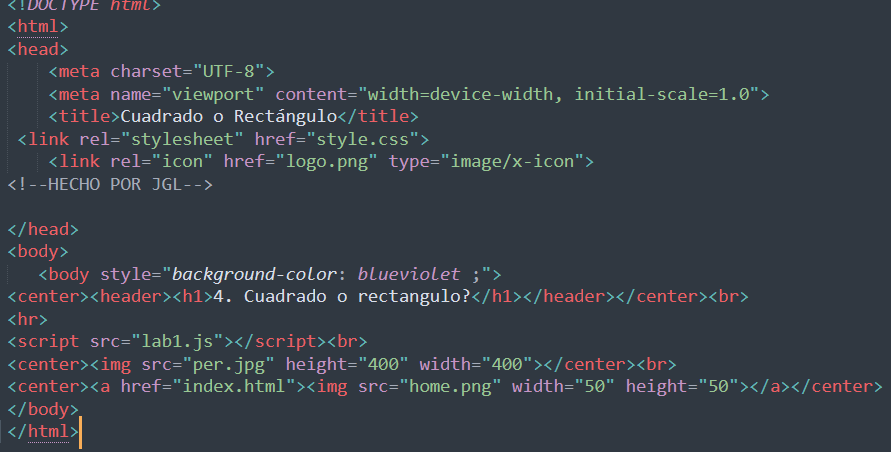 <!DOCTYPE html>
<html>
<head>
    <meta charset="UTF-8">
    <meta name="viewport" content="width=device-width, initial-scale=1.0">
    <title>Cuadrado o Rectángulo</title>
 <link rel="stylesheet" href="style.css">
    <link rel="icon" href="logo.png" type="image/x-icon">
<!--HECHO POR JGL-->

</head>
<body>
   <body style="background-color: blueviolet ;">
<center><header><h1>4. Cuadrado o rectangulo?</h1></header></center><br>
<hr>
<script src="lab1.js"></script><br>
<center><img src="per.jpg" height="400" width="400"></center><br>
<center><a href="index.html"><img src="home.png" width="50" height="50"></a></center>
</body>
</html>